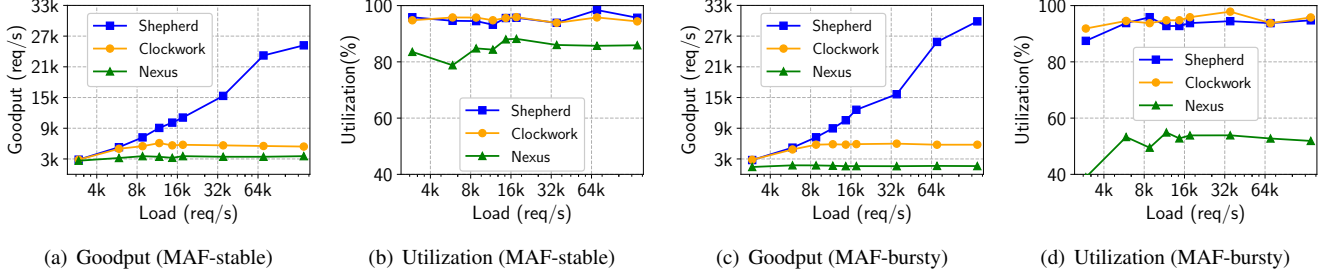 33k
27k
21k
15k
9k
3k
Goodput (req/s)
Shepherd
Clockwork
Nexus
4k 8k 16k 32k 64k
Load (req/s)
(a) Goodput (MAF-stable)
100
80
60
40
Utilization(%)
Shepherd
Clockwork
Nexus
4k 8k 16k 32k 64k
Load (req/s)
(b) Utilization (MAF-stable)
33k
27k
21k
15k
9k
3k
Goodput (req/s)
Shepherd
Clockwork
Nexus
4k 8k 16k 32k 64k
Load (req/s)
(c) Goodput (MAF-bursty)
100
80
60
40
Utilization(%)
Shepherd
Clockwork
Nexus
4k 8k 16k 32k 64k
Load (req/s)
(d) Utilization (MAF-bursty)